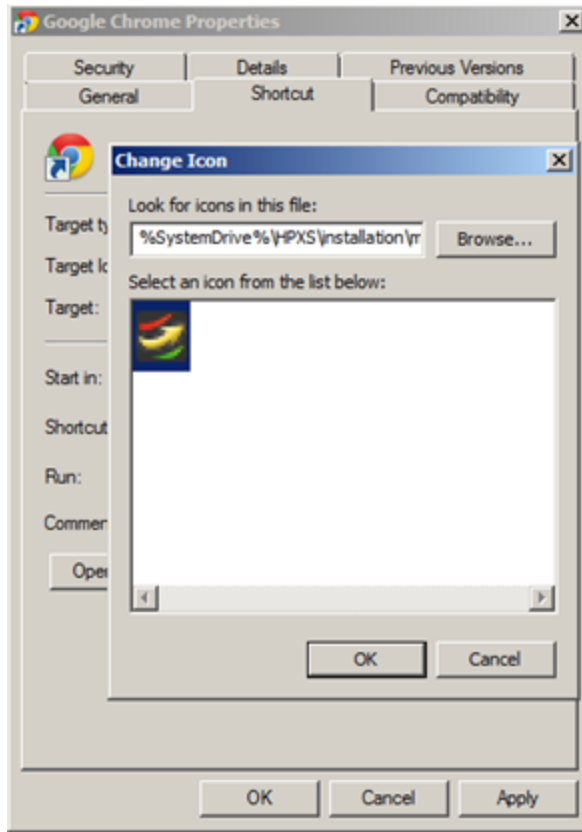 Google Chrome Properties
Security Details Previous Versions
General Shortcut Compatibility
Change Icon
Look for icons in this file:
%SystemDrive%\HPXS\installation\m Browse...
Target ty
Target lo
Select an icon from the list below:
Target:
Start in:
Shortcut
Run:
Commen
Open
OK Cancel
OK Cancel Apply